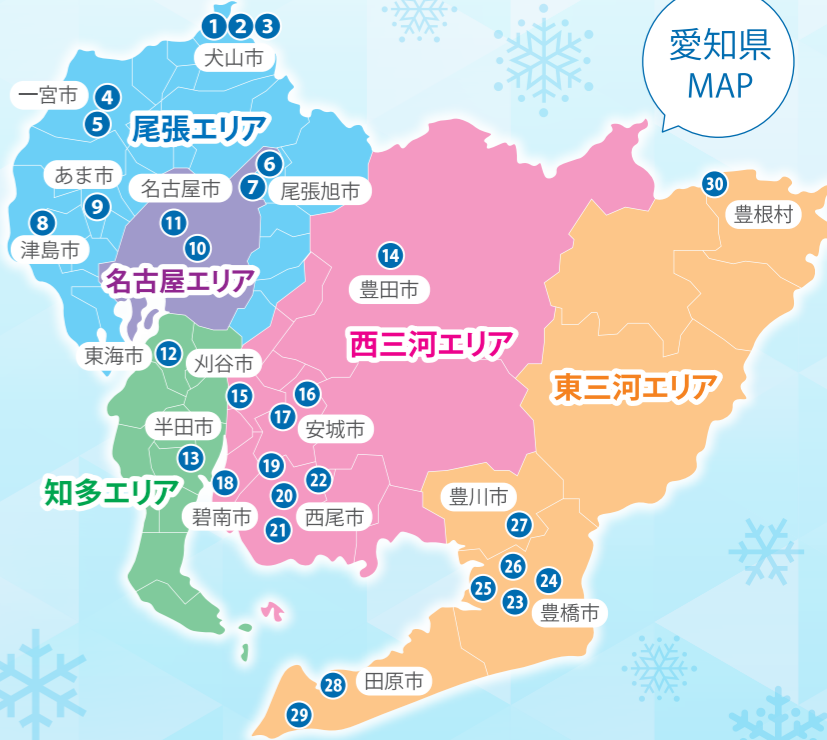 愛知県
MAP
1 2 3
犬山市
一宮市
4
5
尾張エリア
あま市
9
名古屋市
6
7
尾張旭市
8
津島市
11
10
名古屋エリア
30
豊根村
14
豊田市
西三河エリア
東海市
12
刈谷市
15
16
17
安城市
東三河エリア
半田市
13
知多エリア
18
碧南市
19
20
21
22
西尾市
豊川市
27
26
25
24
23
豊橋市
28
田原市
29